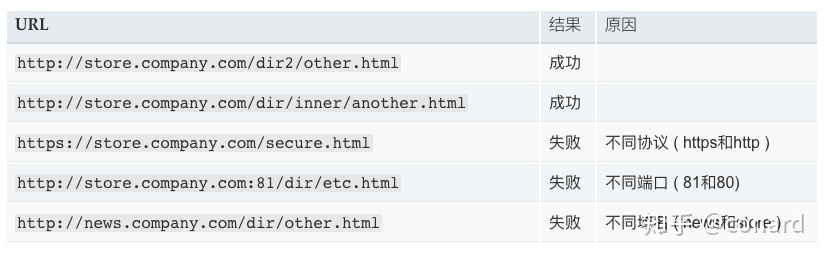 URL 结果 原因
http://store.company.com/dir2/other.html 成功
http://store.company.com/dir/inner/another.html 成功
https://store.company.com/secure.html 失败 不同协议 ( https和http )
http://store.company.com:81/dir/etc.html 失败 不同端口 ( 81和80)
http://news.company.com/dir/other.html 失败 不同域名 ( news和store )
知乎 @conard